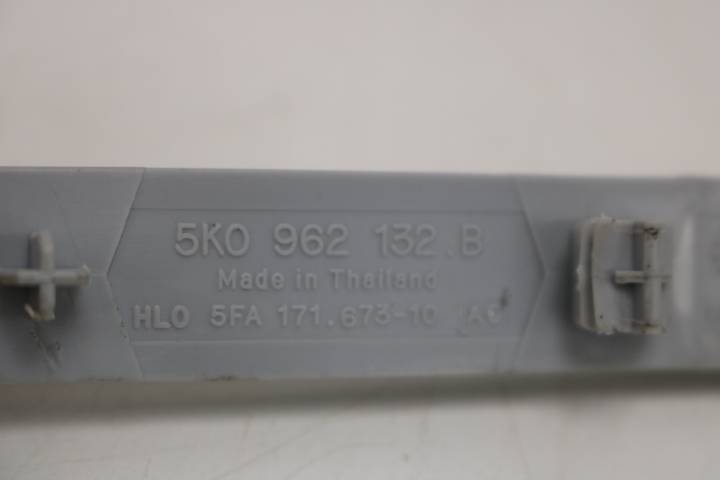 5K0 962 132.B
Made in Thailand
HLO 5FA 171.673-10